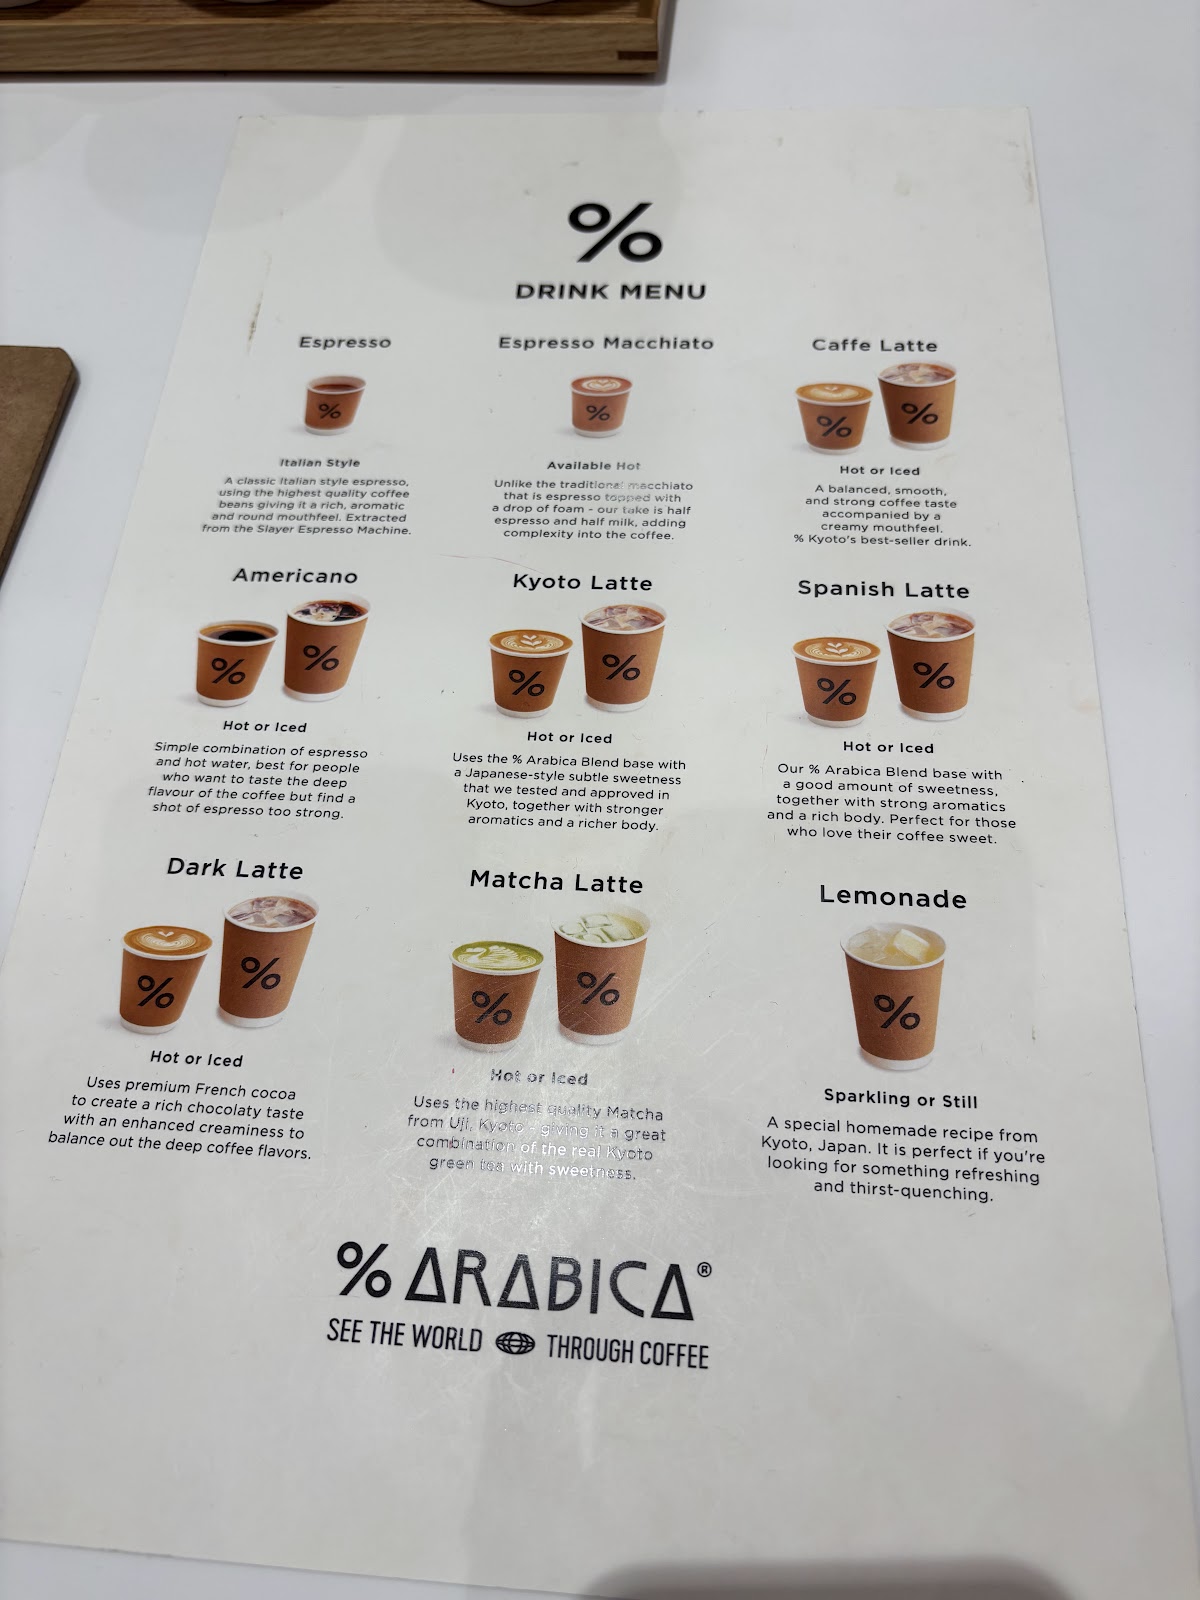 %
DRINK MENU
Espresso
%
Italian Style
A classic Italian style espresso,
using the highest quality coffee
beans giving it a rich, aromatic
and round mouthfeel. Extracted
from the Slayer Espresso Machine.
Espresso Macchiato
%
Available Hot
Unlike the traditional macchiato
that is espresso topped with
a drop of foam - our take is half
espresso and half milk, adding
complexity into the coffee.
Caffe Latte
% %
Hot or Iced
A balanced, smooth,
and strong coffee taste
accompanied by a
creamy mouthfeel.
% Kyoto's best-seller drink.
Americano
% %
Hot or Iced
Simple combination of espresso
and hot water, best for people
who want to taste the deep
flavour of the coffee but find a
shot of espresso too strong.
Kyoto Latte
% %
Hot or Iced
Uses the % Arabica Blend base with
a Japanese-style subtle sweetness
that we tested and approved in
Kyoto, together with stronger
aromatics and a richer body.
Spanish Latte
% %
Hot or Iced
Our % Arabica Blend base with
a good amount of sweetness,
together with strong aromatics
and a rich body. Perfect for those
who love their coffee sweet.
Dark Latte
% %
Hot or Iced
Uses premium French cocoa
to create a rich chocolaty taste
with an enhanced creaminess to
balance out the deep coffee flavors.
Matcha Latte
% %
Hot or Iced
Uses the highest quality Matcha
from Uji, Kyoto - giving it a great
combination of the real Kyoto
green tea with sweetness.
Lemonade
%
Sparkling or Still
A special homemade recipe from
Kyoto, Japan. It is perfect if you're
looking for something refreshing
and thirst-quenching.
% ARABICA®
SEE THE WORLD THROUGH COFFEE